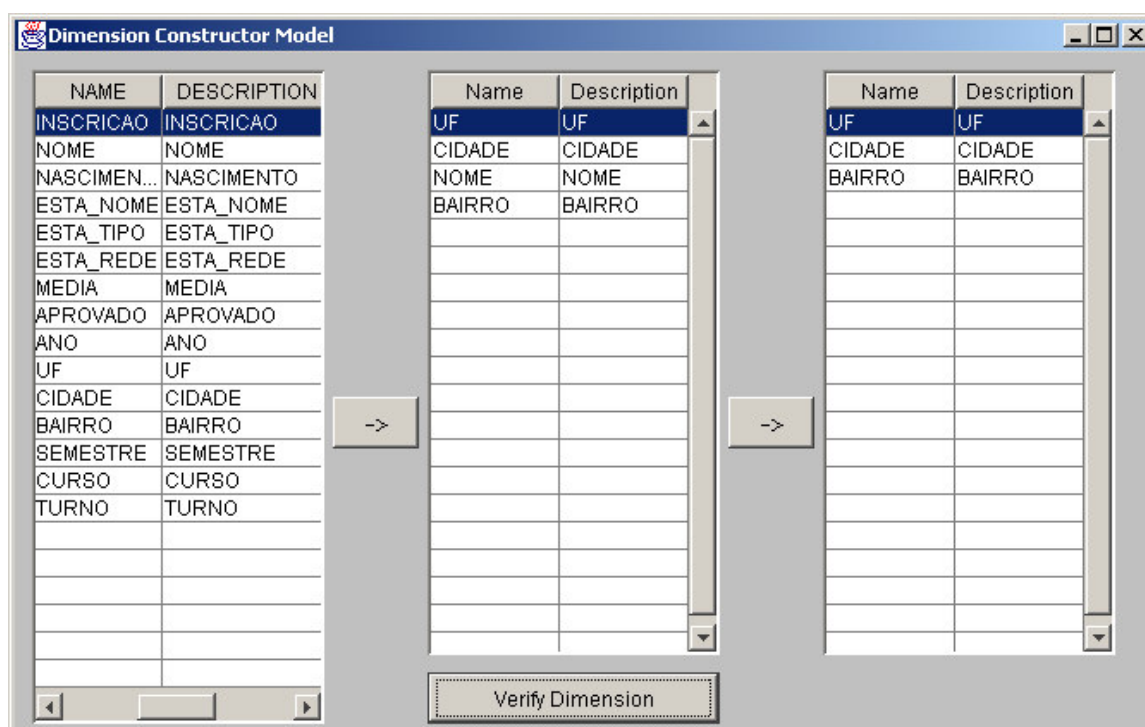 Dimension Constructor Model
NAME DESCRIPTION Name Description Name Description
INSCRICAO INSCRICAO UF UF UF UF
NOME NOME CIDADE CIDADE CIDADE CIDADE
NASCIMEN... NASCIMENTO NOME NOME BAIRRO BAIRRO
ESTA_NOME ESTA_NOME BAIRRO BAIRRO
ESTA_TIPO ESTA_TIPO
ESTA_REDE ESTA_REDE
MEDIA MEDIA
APROVADO APROVADO
ANO ANO
UF UF
CIDADE CIDADE
BAIRRO BAIRRO -> ->
SEMESTRE SEMESTRE
CURSO CURSO
TURNO TURNO
Verify Dimension